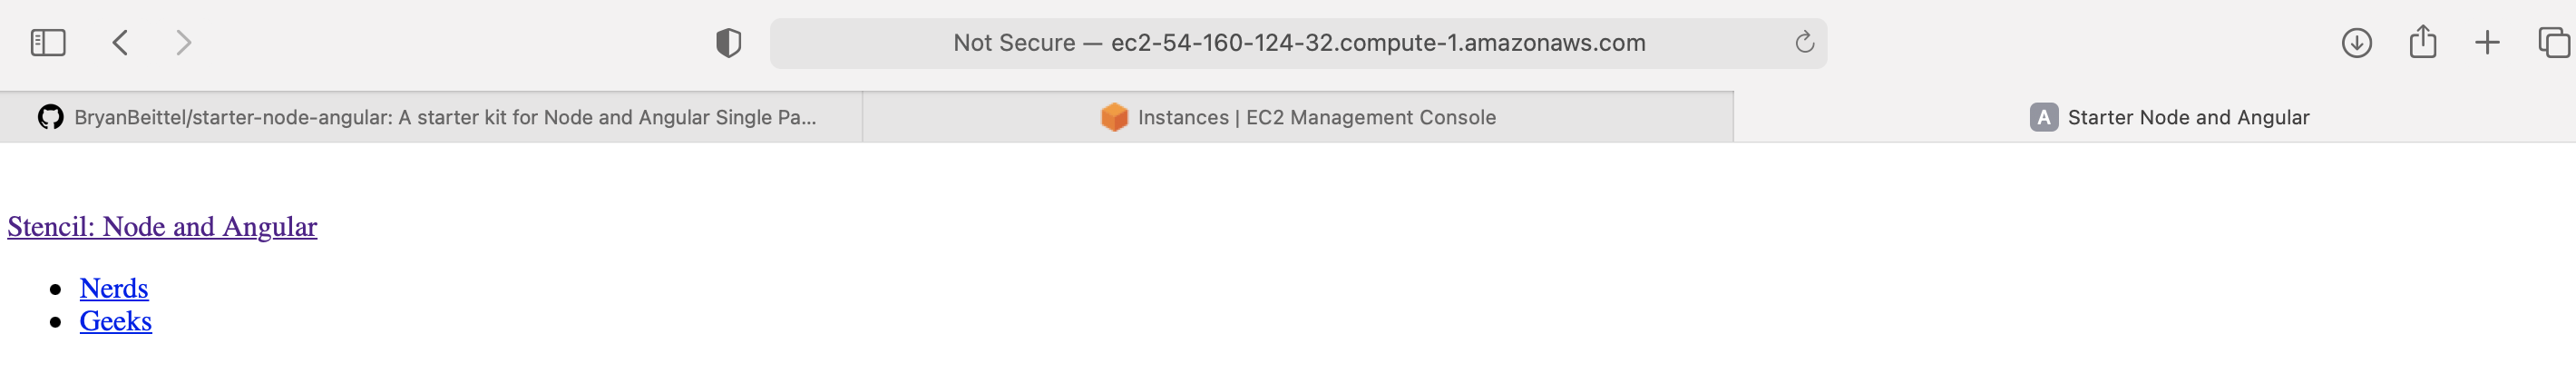 Not Secure — ec2-54-160-124-32.compute-1.amazonaws.com
BryanBeittel/starter-node-angular: A starter kit for Node and Angular Single Pa...
Instances | EC2 Management Console
A Starter Node and Angular
Stencil: Node and Angular
Nerds
Geeks